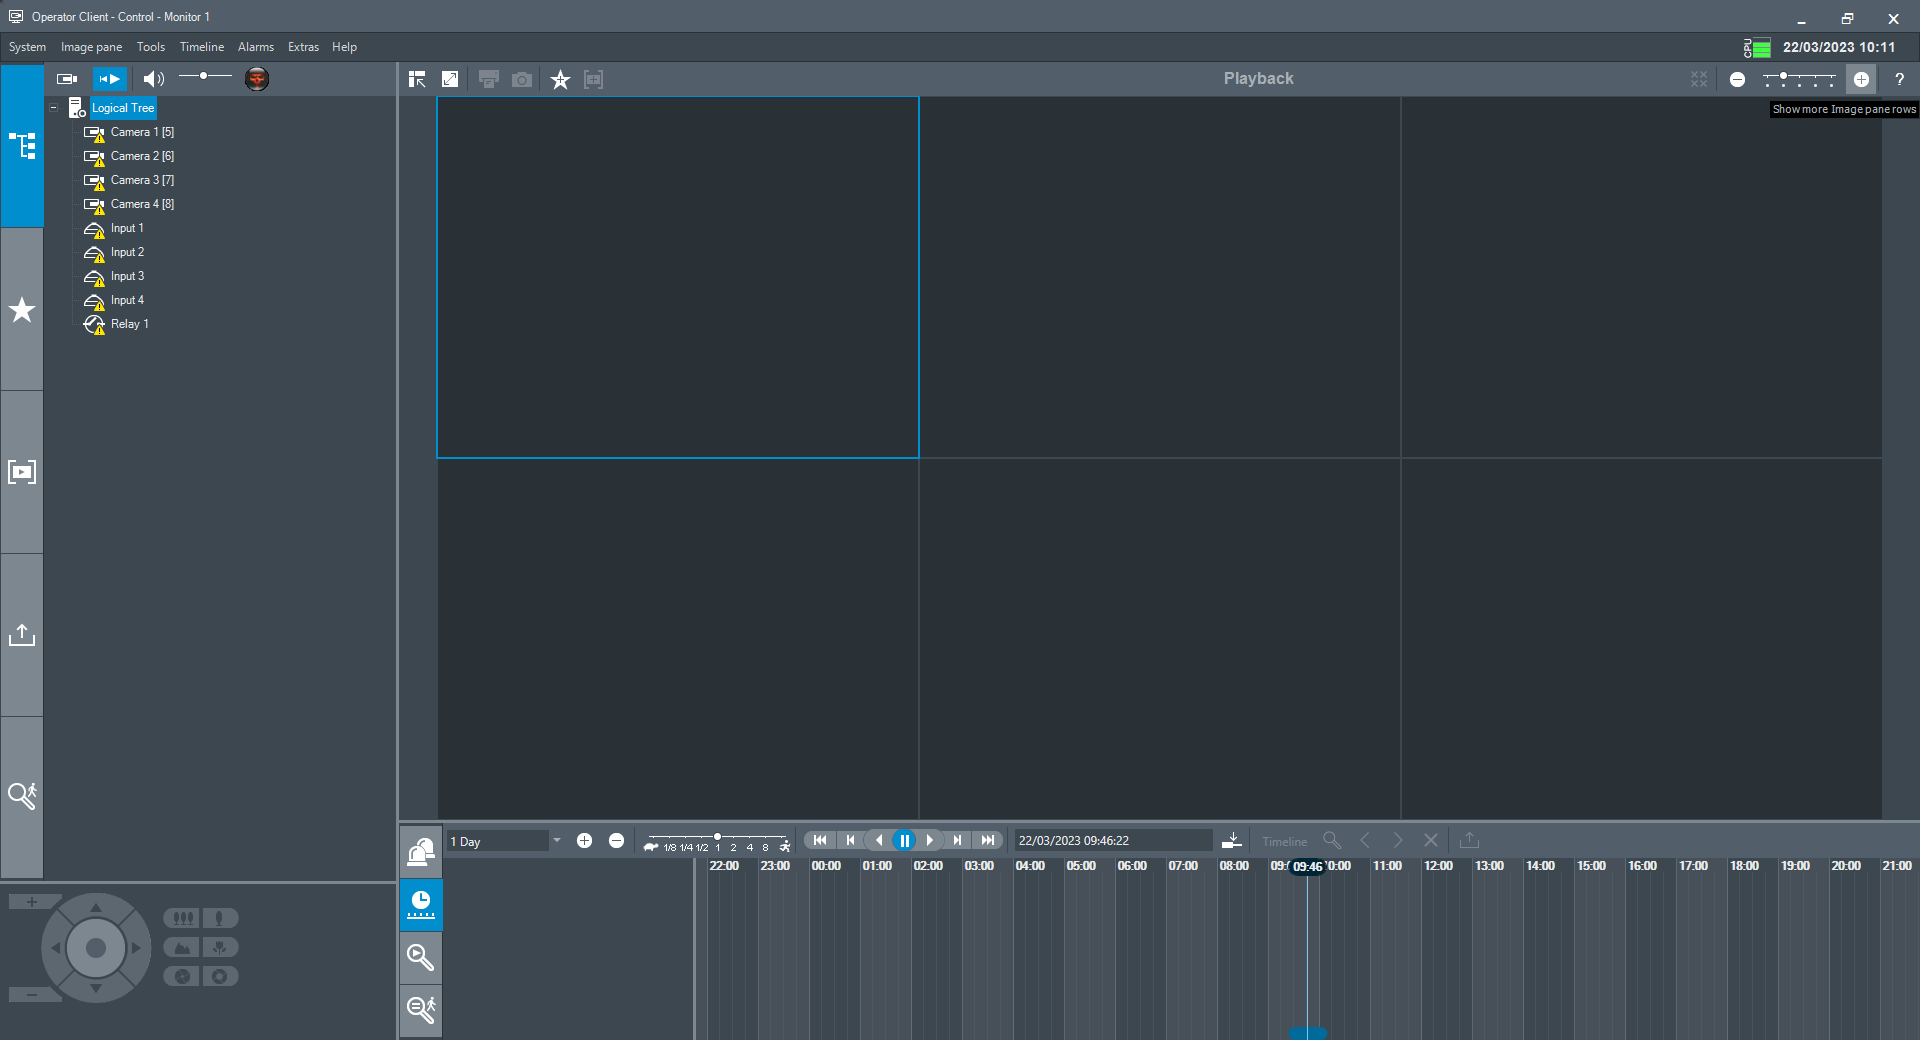 Operator Client - Control - Monitor 1
System Image pane Tools Timeline Alarms Extras Help
CPU
22/03/2023 10:11
Playback
?
Show more Image pane rows
Logical Tree
Camera 1 [5]
Camera 2 [6]
Camera 3 [7]
Camera 4 [8]
Input 1
Input 2
Input 3
Input 4
Relay 1
1 Day
1/8 1/4 1/2 1 2 4 8
22/03/2023 09:46:22
Timeline
22:00 23:00 00:00 01:00 02:00 03:00 04:00 05:00 06:00 07:00 08:00 09: 09:46 0:00 11:00 12:00 13:00 14:00 15:00 16:00 17:00 18:00 19:00 20:00 21:00